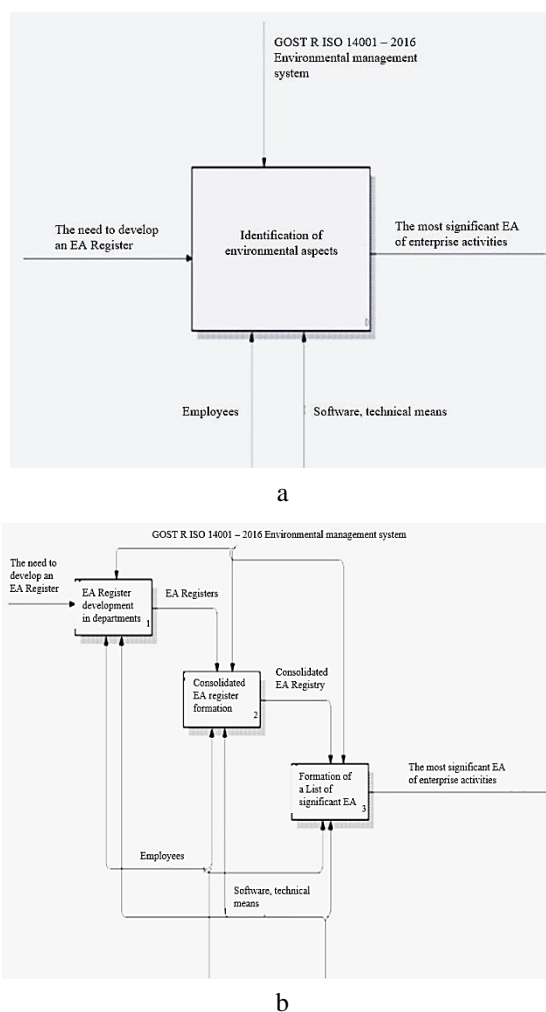 GOST R ISO 14001 – 2016
Environmental management
system
The need to develop
an EA Register
Identification of
environmental aspects
The most significant EA
of enterprise activities
0
Employees
Software, technical means
a
GOST R ISO 14001 – 2016 Environmental management system
The need to
develop an
EA Register
EA Register
development
in departments
1
EA Registers
Consolidated
EA register
formation
2
Consolidated
EA Registry
Formation of
a List of
significant EA
3
The most significant EA
of enterprise activities
Employees
Software, technical
means
b